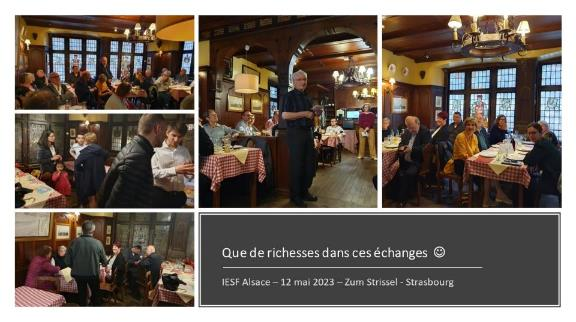 Que de richesses dans ces échanges ☺
IESF Alsace – 12 mai 2023 – Zum Strissel - Strasbourg